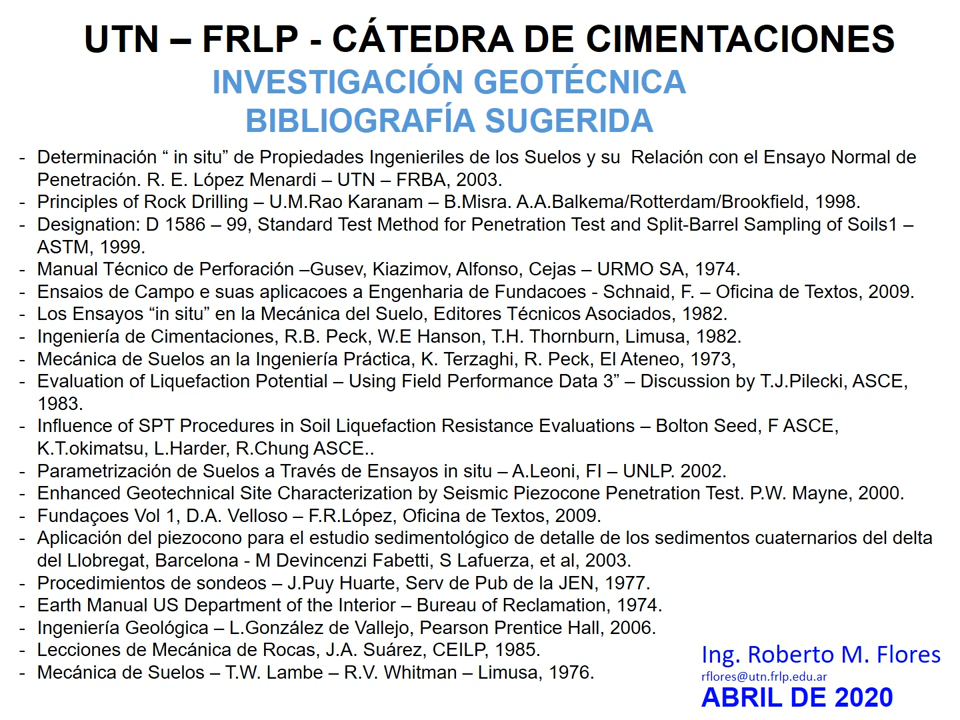 UTN – FRLP - CÁTEDRA DE CIMENTACIONES
INVESTIGACIÓN GEOTÉCNICA
BIBLIOGRAFÍA SUGERIDA
- Determinación “ in situ” de Propiedades Ingenieriles de los Suelos y su  Relación con el Ensayo Normal de
Penetración. R. E. López Menardi – UTN – FRBA, 2003.
- Principles of Rock Drilling – U.M.Rao Karanam – B.Misra. A.A.Balkema/Rotterdam/Brookfield, 1998.
- Designation: D 1586 – 99, Standard Test Method for Penetration Test and Split-Barrel Sampling of Soils1 –
ASTM, 1999.
- Manual Técnico de Perforación –Gusev, Kiazimov, Alfonso, Cejas – URMO SA, 1974.
- Ensaios de Campo e suas aplicacoes a Engenharia de Fundacoes - Schnaid, F. – Oficina de Textos, 2009.
- Los Ensayos “in situ” en la Mecánica del Suelo, Editores Técnicos Asociados, 1982.
- Ingeniería de Cimentaciones, R.B. Peck, W.E Hanson, T.H. Thornburn, Limusa, 1982.
- Mecánica de Suelos an la Ingeniería Práctica, K. Terzaghi, R. Peck, El Ateneo, 1973,
- Evaluation of Liquefaction Potential – Using Field Performance Data 3” – Discussion by T.J.Pilecki, ASCE,
1983.
- Influence of SPT Procedures in Soil Liquefaction Resistance Evaluations – Bolton Seed, F ASCE,
K.T.okimatsu, L.Harder, R.Chung ASCE..
- Parametrización de Suelos a Través de Ensayos in situ – A.Leoni, FI – UNLP. 2002.
- Enhanced Geotechnical Site Characterization by Seismic Piezocone Penetration Test. P.W. Mayne, 2000.
- Fundaçoes Vol 1, D.A. Velloso – F.R.López, Oficina de Textos, 2009.
- Aplicación del piezocono para el estudio sedimentológico de detalle de los sedimentos cuaternarios del delta
del Llobregat, Barcelona - M Devincenzi Fabetti, S Lafuerza, et al, 2003.
- Procedimientos de sondeos – J.Puy Huarte, Serv de Pub de la JEN, 1977.
- Earth Manual US Department of the Interior – Bureau of Reclamation, 1974.
- Ingeniería Geológica – L.González de Vallejo, Pearson Prentice Hall, 2006.
- Lecciones de Mecánica de Rocas, J.A. Suárez, CEILP, 1985.
- Mecánica de Suelos – T.W. Lambe – R.V. Whitman – Limusa, 1976.
Ing. Roberto M. Flores
rflores@utn.frlp.edu.ar
ABRIL DE 2020